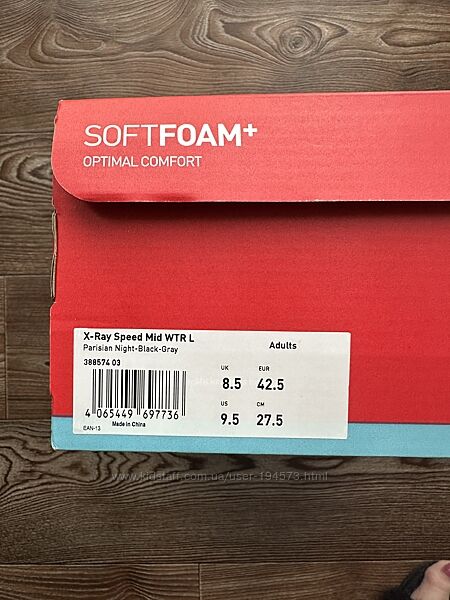 SOFTFOAM+
OPTIMAL COMFORT
X-Ray Speed Mid WTR L
Parisian Night-Black-Gray
388574 03
Adults
UK EUR
8.5 42.5
US CM
9.5 27.5
4 065449 697736
EAN-13 Made in China
www.kidstaff.com.ua/user-194573.html